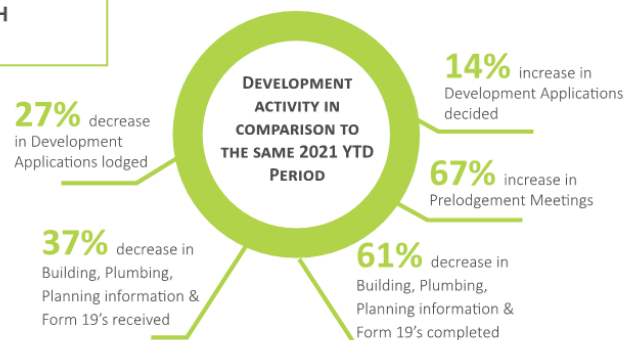 H
DEVELOPMENT
ACTIVITY IN
COMPARISON TO
THE SAME 2021 YTD
PERIOD
27% decrease
in Development
Applications lodged
14% increase in
Development Applications
decided
67% increase in
Prelodgement Meetings
37% decrease in
Building, Plumbing,
Planning information &
Form 19's received
61% decrease in
Building, Plumbing,
Planning information &
Form 19's completed